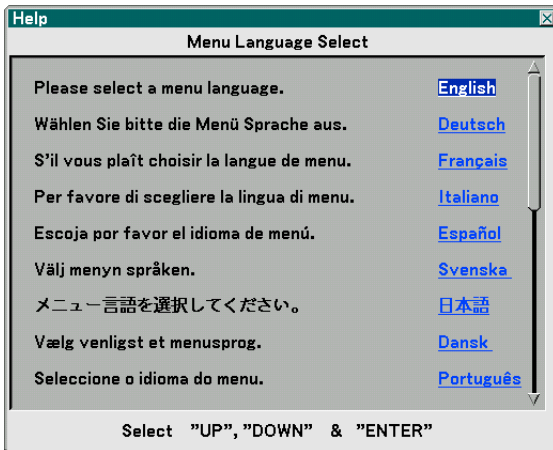 Help
Menu Language Select
Please select a menu language. English
Wählen Sie bitte die Menü Sprache aus. Deutsch
S'il vous plaît choisir la langue de menu. Français
Per favore di scegliere la lingua di menu. Italiano
Escoja por favor el idioma de menú. Español
Välj menyn språken. Svenska
メニュー言語を選択してください。 日本語
Vælg venligst et menusprog. Dansk
Seleccione o idioma do menu. Português
Select "UP", "DOWN" & "ENTER"